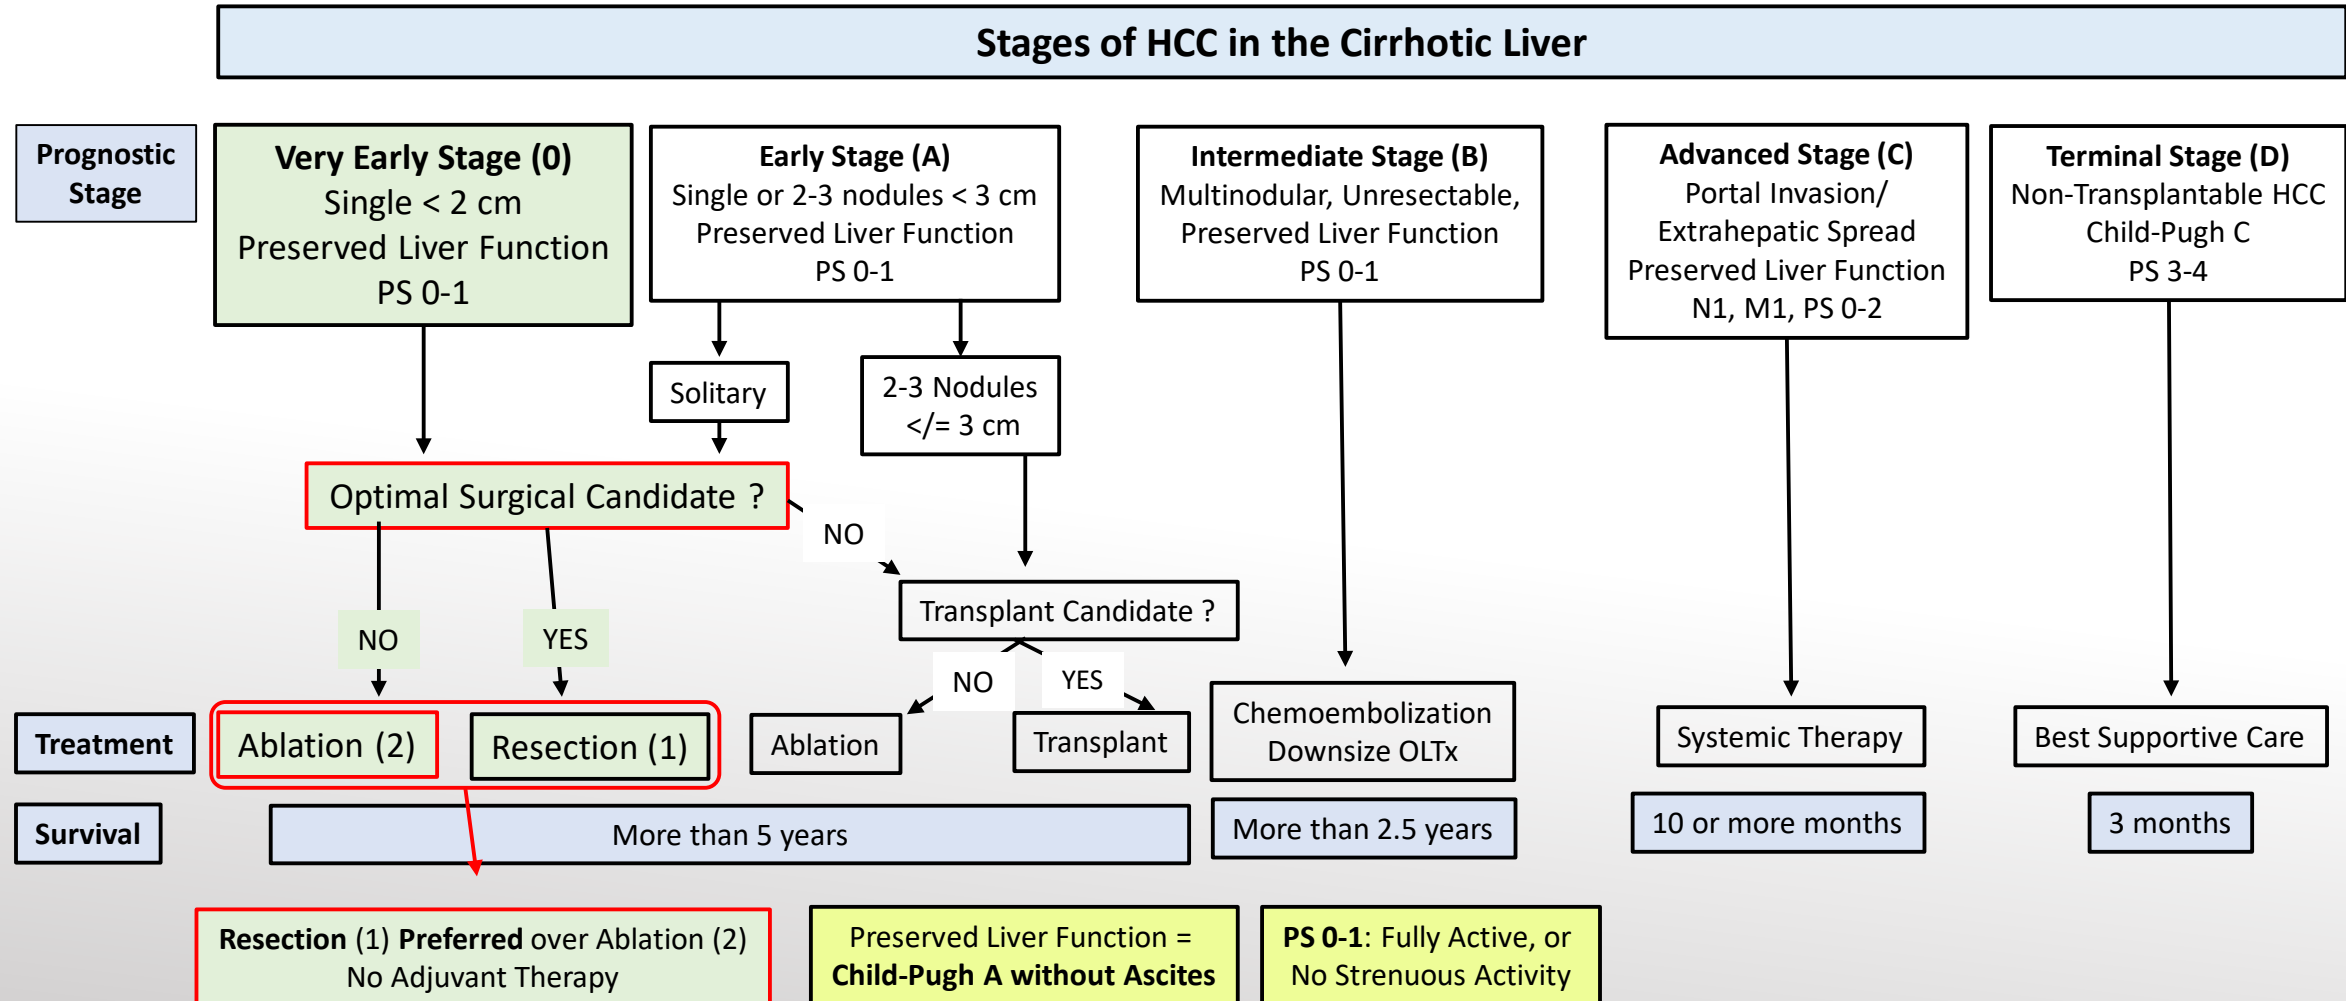 Stages of HCC in the Cirrhotic Liver
Prognostic
Stage
Very Early Stage (0)
Single < 2 cm
Preserved Liver Function
PS 0-1
Early Stage (A)
Single or 2-3 nodules < 3 cm
Preserved Liver Function
PS 0-1
Intermediate Stage (B)
Multinodular, Unresectable,
Preserved Liver Function
PS 0-1
Advanced Stage (C)
Portal Invasion/
Extrahepatic Spread
Preserved Liver Function
N1, M1, PS 0-2
Terminal Stage (D)
Non-Transplantable HCC
Child-Pugh C
PS 3-4
Solitary
2-3 Nodules
</= 3 cm
Optimal Surgical Candidate ?
NO
Transplant Candidate ?
NO
YES
NO
YES
Treatment
Ablation (2)
Resection (1)
Ablation
Transplant
Chemoembolization
Downsize OLTx
Systemic Therapy
Best Supportive Care
Survival
More than 5 years
More than 2.5 years
10 or more months
3 months
Resection (1) Preferred over Ablation (2)
No Adjuvant Therapy
Preserved Liver Function =
Child-Pugh A without Ascites
PS 0-1: Fully Active, or
No Strenuous Activity